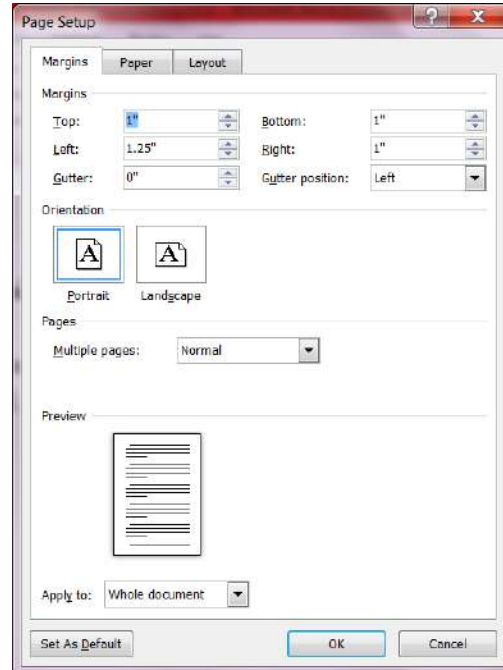 Page Setup
Margins Paper Layout
Margins
Top: 1" Bottom: 1"
Left: 1.25" Right: 1"
Gutter: 0" Gutter position: Left
Orientation
A A
Portrait Landscape
Pages
Multiple pages: Normal
Preview
Apply to: Whole document
Set As Default OK Cancel